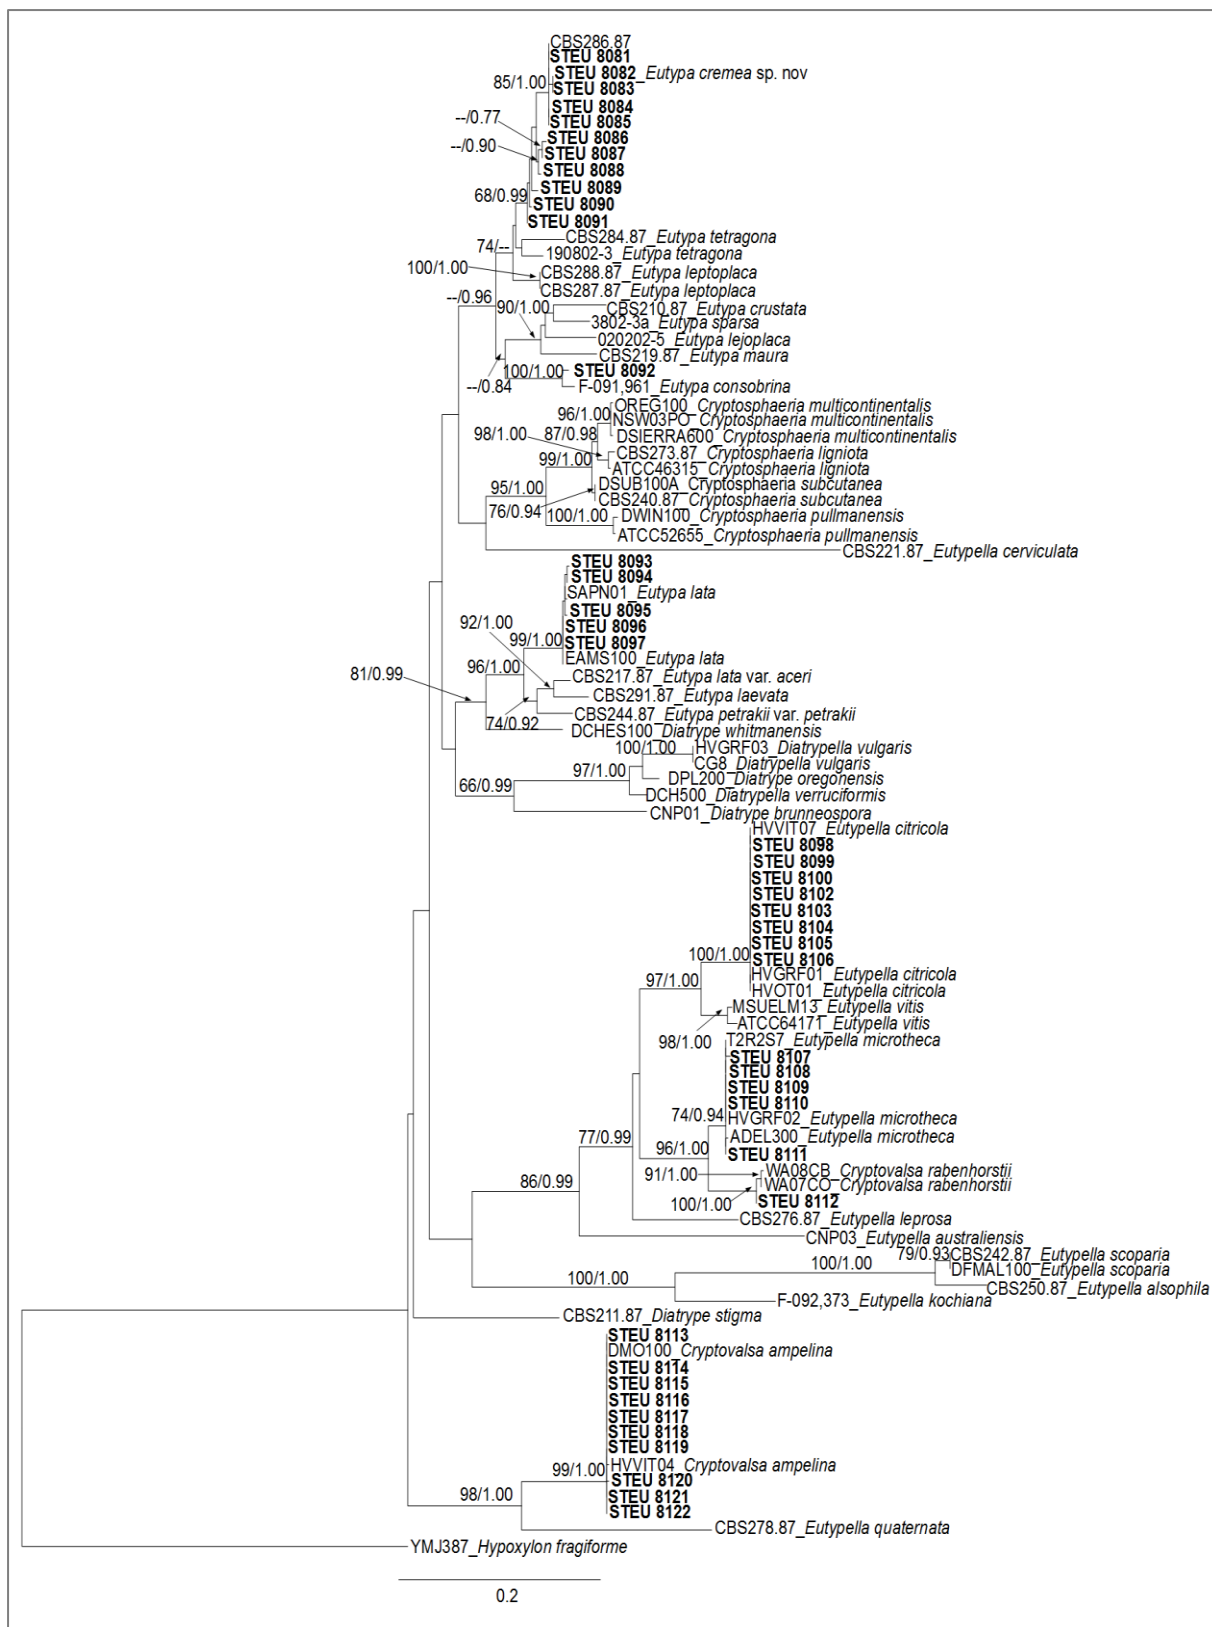 CBS286.87
STEU 8081
STEU 8082_Eutypa cremea sp. nov
85/1.00
STEU 8083
STEU 8084
--/0.77
STEU 8085
STEU 8086
--/0.90
STEU 8087
STEU 8088
STEU 8089
68/0.99
STEU 8090
STEU 8091
CBS284.87_Eutypa tetragona
74/--
190802-3_Eutypa tetragona
100/1.00
CBS288.87_Eutypa leptoplaca
CBS287.87_Eutypa leptoplaca
--/0.96
90/1.00
CBS210.87_Eutypa crustata
3802-3a_Eutypa sparsa
020202-5_Eutypa lejoplaca
CBS219.87_Eutypa maura
100/1.00
STEU 8092
--/0.84
F-091,961_Eutypa consobrina
OREG100_Cryptosphaeria multicontinentalis
96/1.00
NSW03PO_Cryptosphaeria multicontinentalis
98/1.00
87/0.98
DSIERRA600_Cryptosphaeria multicontinentalis
CBS273.87_Cryptosphaeria ligniota
99/1.00
ATCC46315_Cryptosphaeria ligniota
95/1.00
DSUB100A_Cryptosphaeria subcutanea
CBS240.87_Cryptosphaeria subcutanea
76/0.94
100/1.00
DWIN100_Cryptosphaeria pullmanensis
ATCC52655_Cryptosphaeria pullmanensis
CBS221.87_Eutypella cerviculata
STEU 8093
STEU 8094
SAPN01_Eutypa lata
STEU 8095
92/1.00
STEU 8096
99/1.00
STEU 8097
EAMS100_Eutypa lata
81/0.99
96/1.00
CBS217.87_Eutypa lata var. aceri
CBS291.87_Eutypa laevata
CBS244.87_Eutypa petrakii var. petrakii
74/0.92
DCHES100_Diatrype whitmanensis
100/1.00
HVGRF03_Diatrypella vulgaris
CG8_Diatrypella vulgaris
97/1.00
DPL200_Diatrype oregonensis
66/0.99
DCH500_Diatrypella verruciformis
CNP01_Diatrype brunneospora
HVVIT07_Eutypella citricola
STEU 8098
STEU 8099
STEU 8100
STEU 8102
STEU 8103
STEU 8104
STEU 8105
100/1.00
STEU 8106
97/1.00
HVGRF01_Eutypella citricola
HVOT01_Eutypella citricola
MSUELM13_Eutypella vitis
ATCC64171_Eutypella vitis
98/1.00
T2R2S7_Eutypella microtheca
STEU 8107
STEU 8108
STEU 8109
STEU 8110
74/0.94
HVGRF02_Eutypella microtheca
77/0.99
ADEL300_Eutypella microtheca
96/1.00
STEU 8111
91/1.00
WA08CB_Cryptovalsa rabenhorstii
86/0.99
WA07CO_Cryptovalsa rabenhorstii
100/1.00
STEU 8112
CBS276.87_Eutypella leprosa
CNP03_Eutypella australiensis
79/0.93
CBS242.87_Eutypella scoparia
100/1.00
DFMAL100_Eutypella scoparia
100/1.00
CBS250.87_Eutypella alsophila
F-092,373_Eutypella kochiana
CBS211.87_Diatrype stigma
STEU 8113
DMO100_Cryptovalsa ampelina
STEU 8114
STEU 8115
STEU 8116
STEU 8117
STEU 8118
STEU 8119
99/1.00
HVVIT04_Cryptovalsa ampelina
STEU 8120
98/1.00
STEU 8121
STEU 8122
CBS278.87_Eutypella quaternata
YMJ387_Hypoxylon fragiforme
0.2